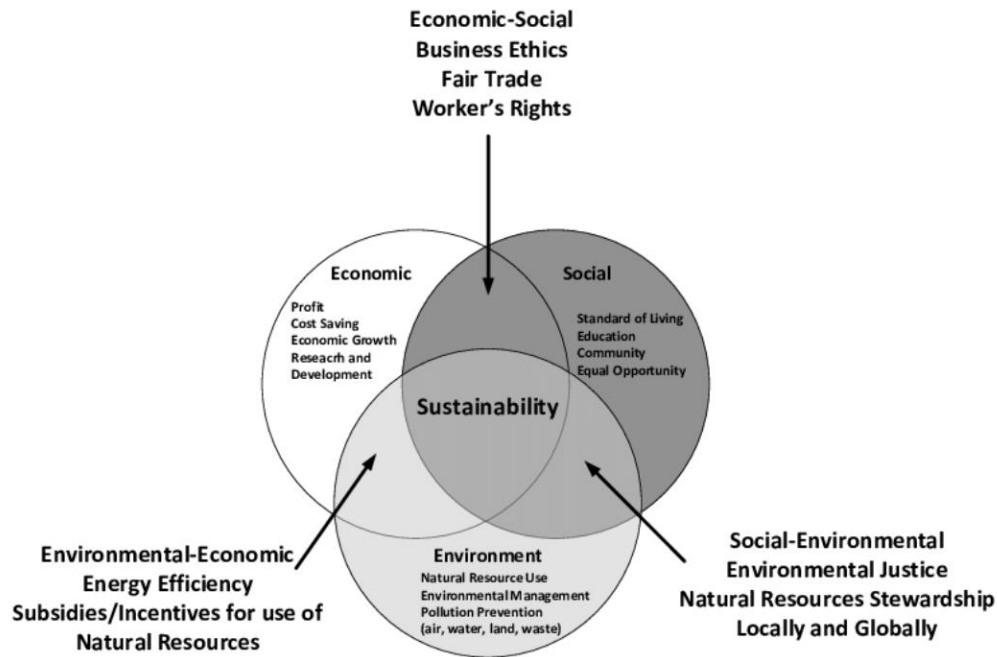 Economic-Social
Business Ethics
Fair Trade
Worker's Rights
Economic
Profit
Cost Saving
Economic Growth
Reseacrh and
Development
Social
Standard of Living
Education
Community
Equal Opportunity
Sustainability
Environmental-Economic
Energy Efficiency
Subsidies/Incentives for use of
Natural Resources
Environment
Natural Resource Use
Environmental Management
Pollution Prevention
(air, water, land, waste)
Social-Environmental
Environmental Justice
Natural Resources Stewardship
Locally and Globally